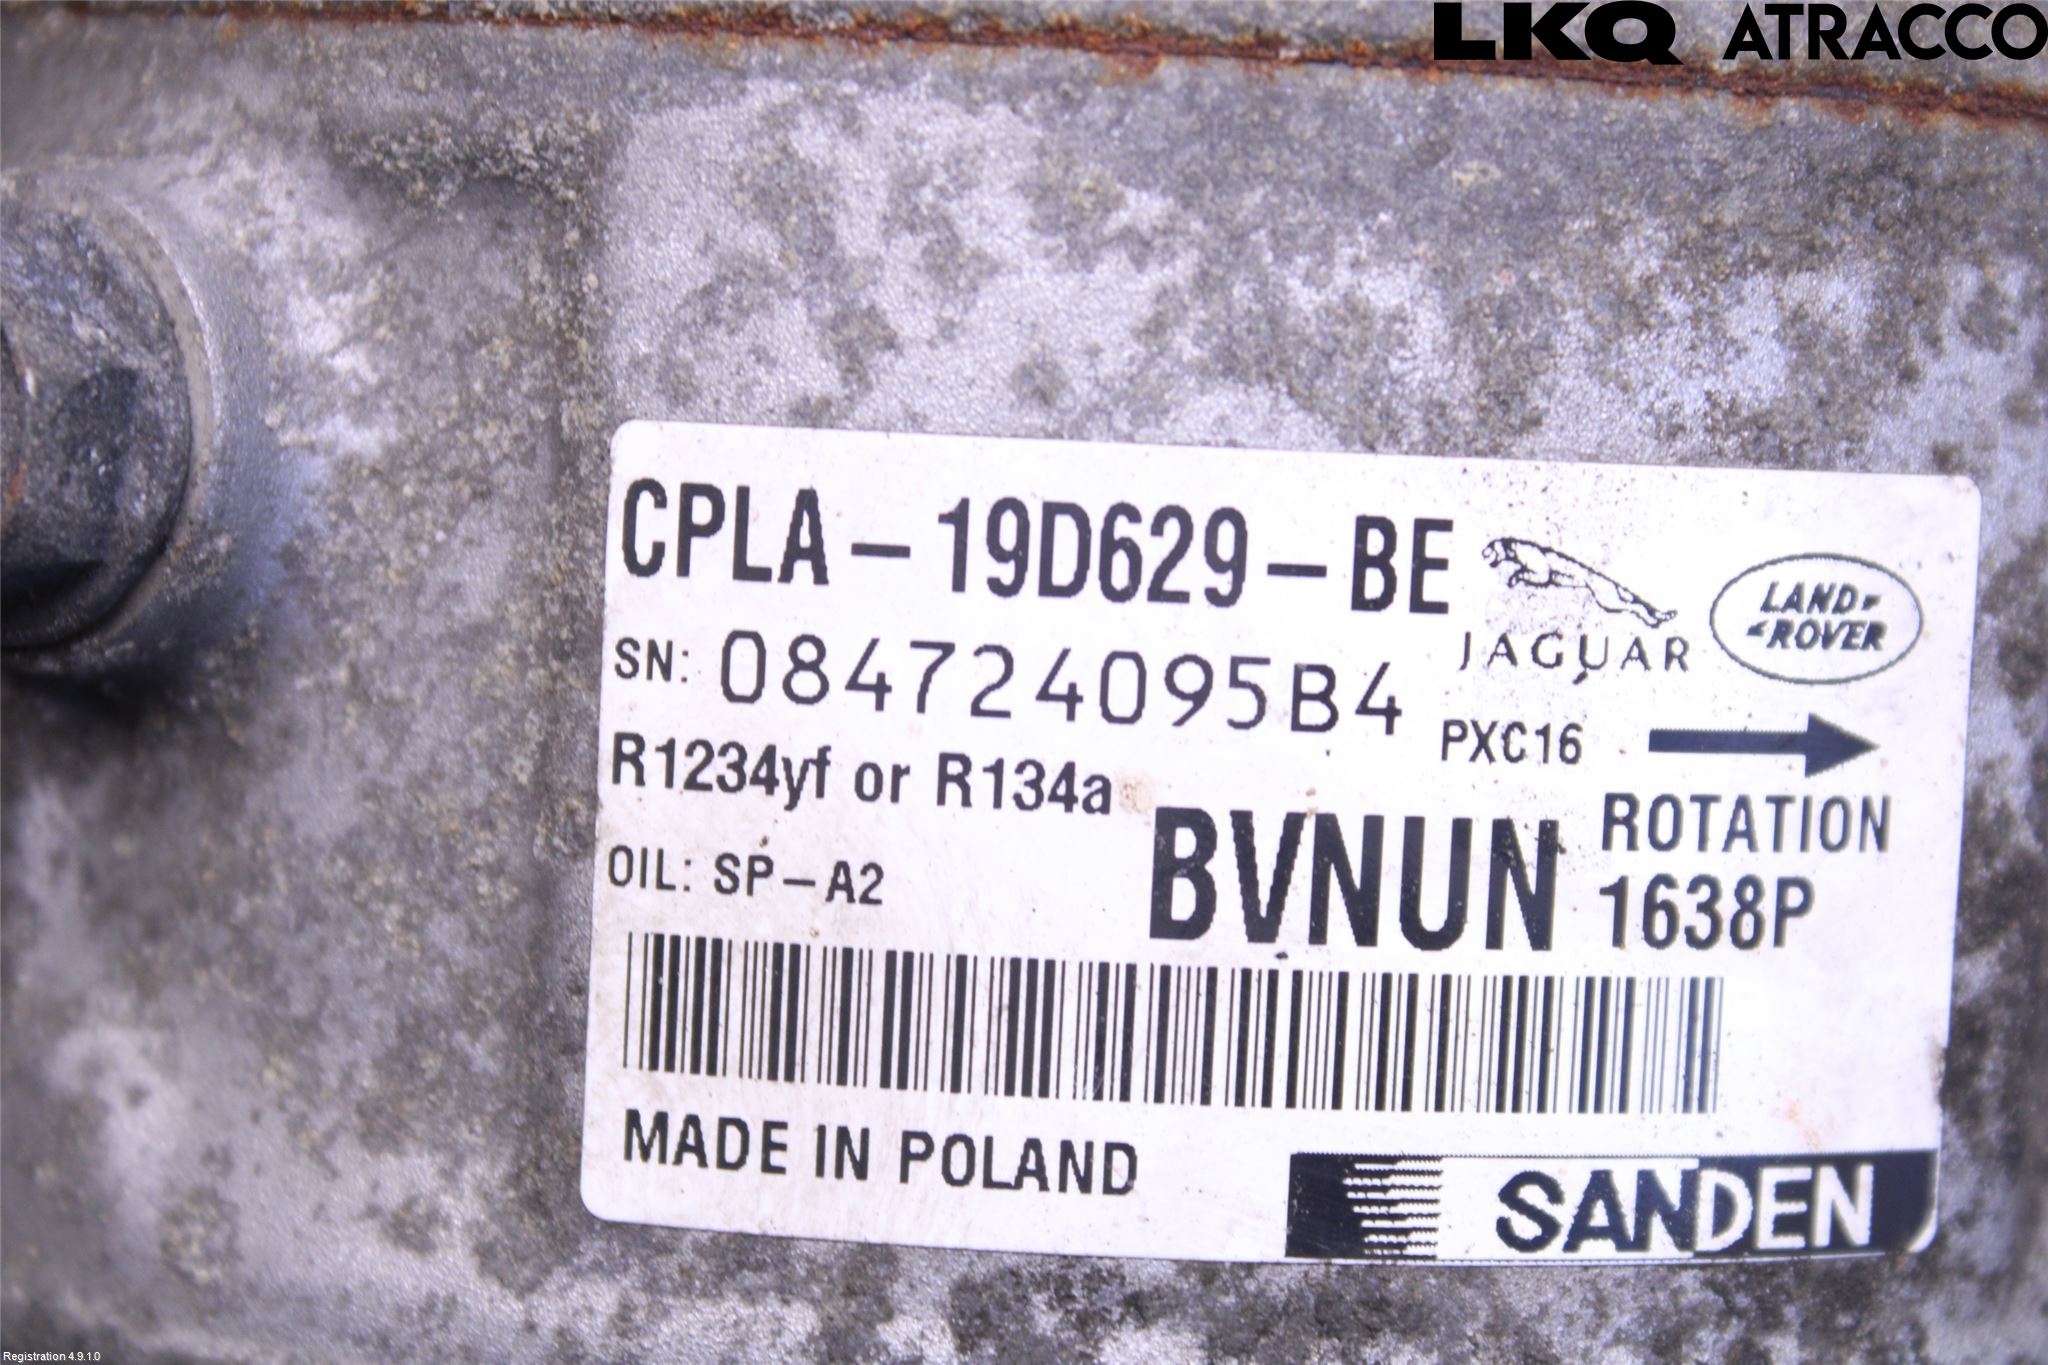 LKQ ATRACCO
CPLA-19D629-BE
JAGUAR
LAND-
-ROVER
SN: 084724095B4
PXC16
R1234yf or R134a
ROTATION
OIL: SP-A2
BVNUN
1638P
MADE IN POLAND
SANDEN
Registration 4.9.1.0